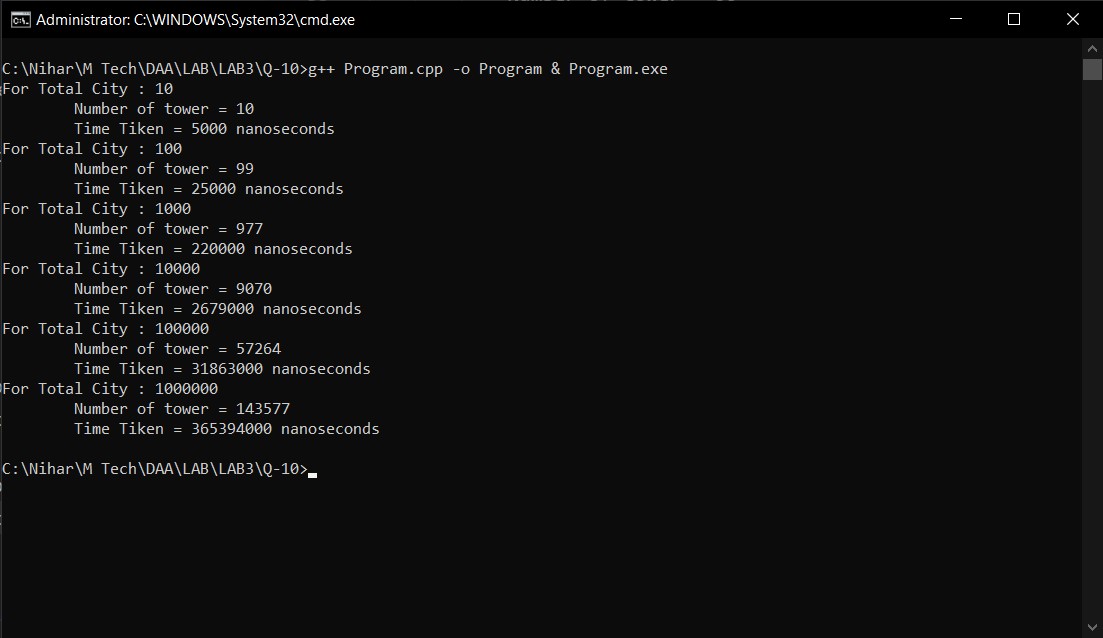 Administrator: C:\WINDOWS\System32\cmd.exe
C:\Nihar\M Tech\DAA\LAB\LAB3\Q-10>g++ Program.cpp -o Program & Program.exe
For Total City : 10
Number of tower = 10
Time Tiken = 5000 nanoseconds
For Total City : 100
Number of tower = 99
Time Tiken = 25000 nanoseconds
For Total City : 1000
Number of tower = 977
Time Tiken = 220000 nanoseconds
For Total City : 10000
Number of tower = 9070
Time Tiken = 2679000 nanoseconds
For Total City : 100000
Number of tower = 57264
Time Tiken = 31863000 nanoseconds
For Total City : 1000000
Number of tower = 143577
Time Tiken = 365394000 nanoseconds
C:\Nihar\M Tech\DAA\LAB\LAB3\Q-10>